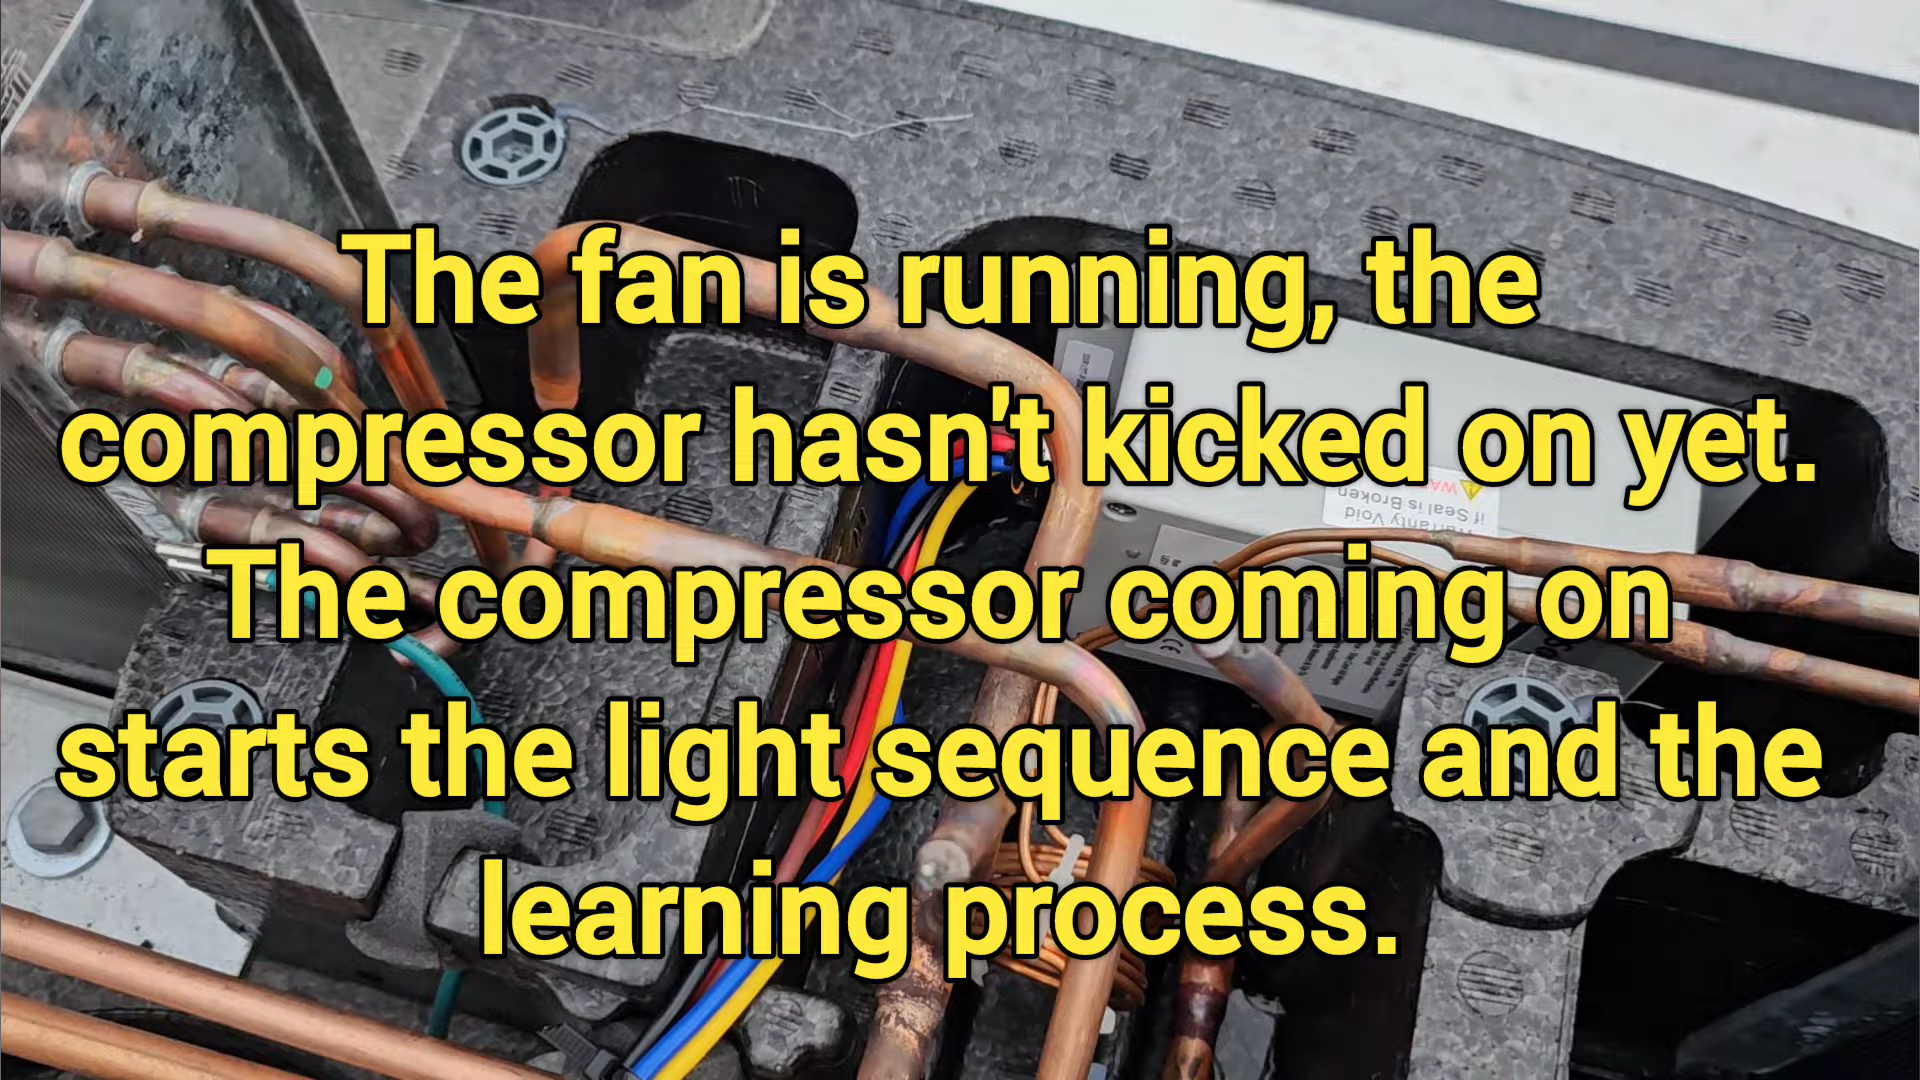 The fan is running, the
compressor hasn't kicked on yet.
The compressor coming on
starts the light sequence and the
learning process.
WAR
Warranty Void
if Seal is Broken